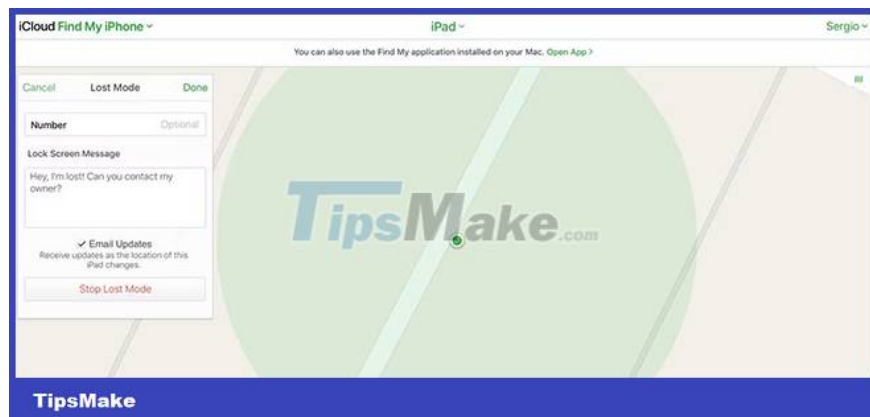 iCloud Find My iPhone
iPad
Sergio
You can also use the Find My application installed on your Mac. Open App >
Cancel Lost Mode Done
Number Optional
Lock Screen Message
Hey, I'm lost! Can you contact my
owner?
✓ Email Updates
Receive updates as the location of this
iPad changes.
Stop Lost Mode
TipsMake.com
TipsMake